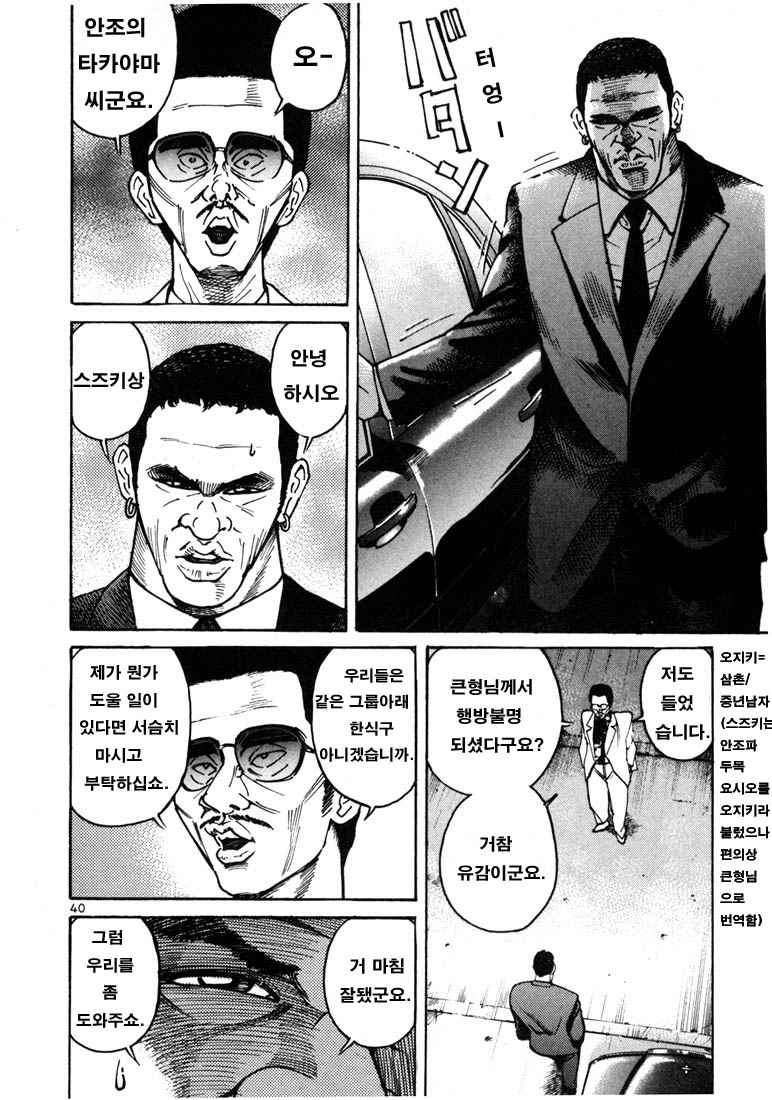 バタン
터
엉
ー
오-
안조의
타카야마
씨군요.
안녕
하시오
스즈키상
저도
들었
습니다.
큰형님께서
행방불명
되셨다구요?
거참
유감이군요.
오지키=
삼촌/
중년남자
(스즈키는
안조파
두목
요시오를
오지키라
불렀으나
편의상
큰형님
으로
번역함)
우리들은
같은 그룹아래
한식구
아니겠습니까.
제가 뭔가
도울 일이
있다면 서슴치
마시고
부탁하십쇼.
40
거 마침
잘됐군요.
그럼
우리를
좀
도와주쇼.